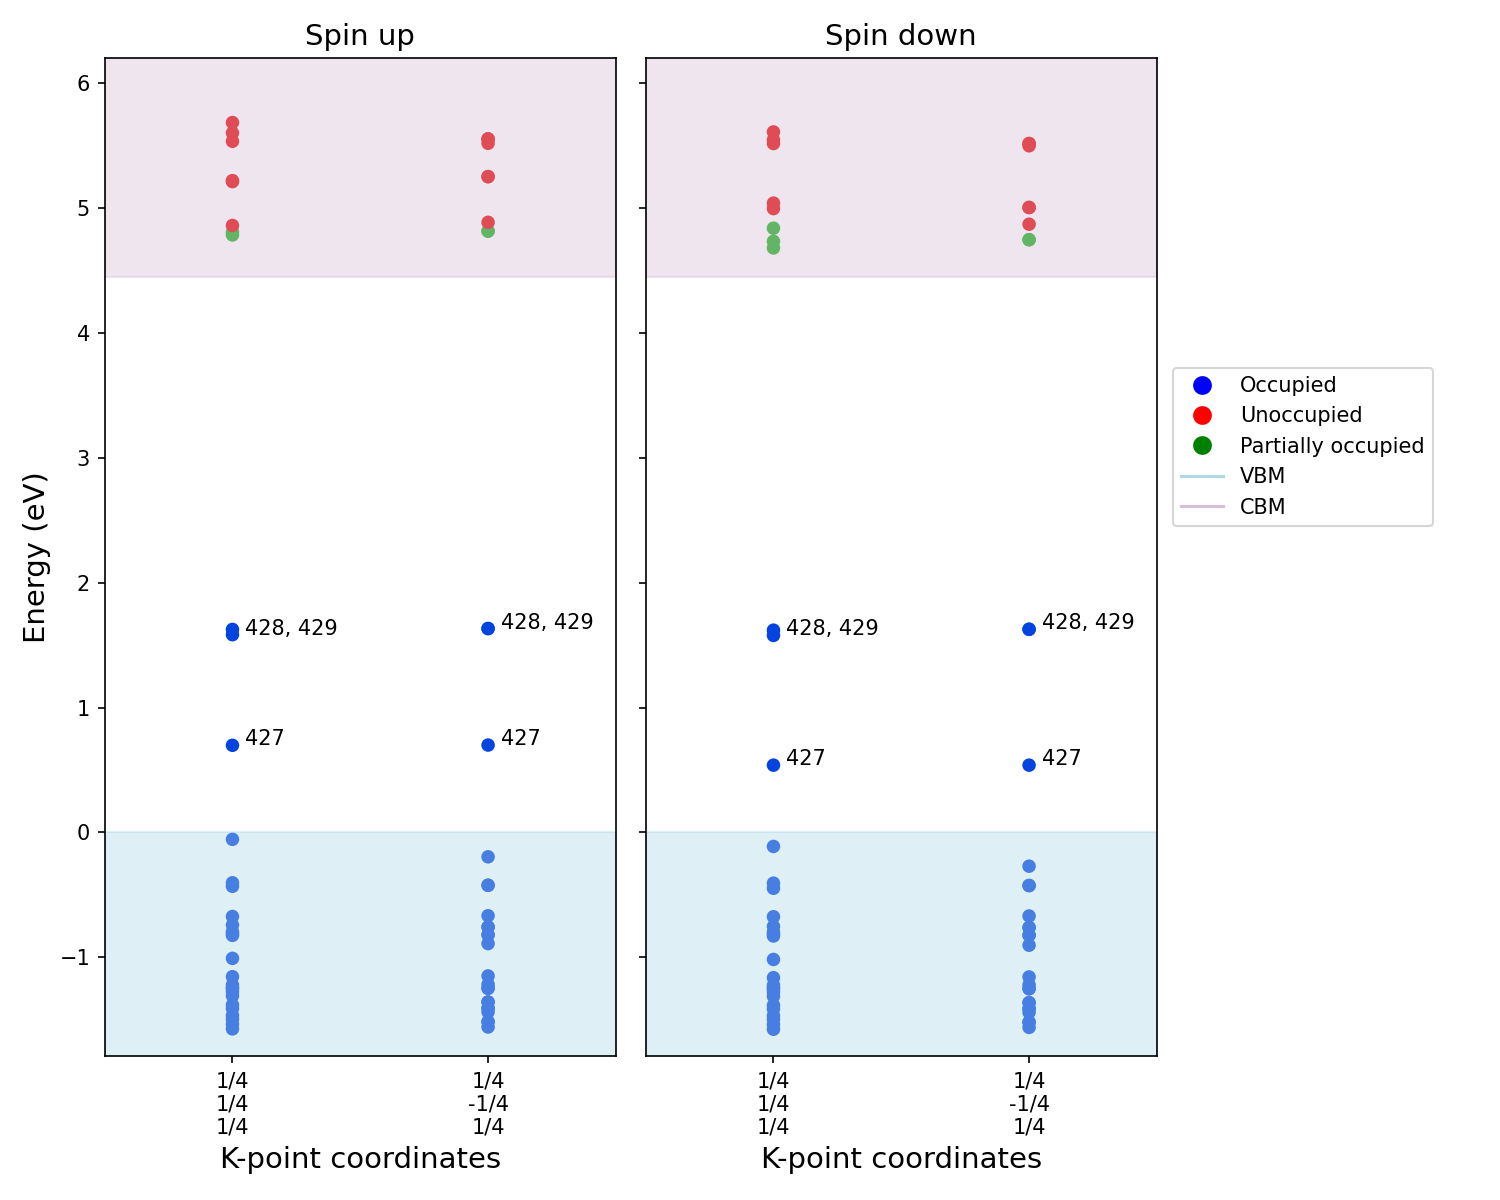 Spin up
Spin down
Energy (eV)
6
5
4
3
2
1
0
−1
428, 429
428, 429
427
427
428, 429
428, 429
427
427
1/4
1/4
1/4
1/4
-1/4
1/4
1/4
1/4
1/4
1/4
-1/4
1/4
K-point coordinates
K-point coordinates
Occupied
Unoccupied
Partially occupied
VBM
CBM